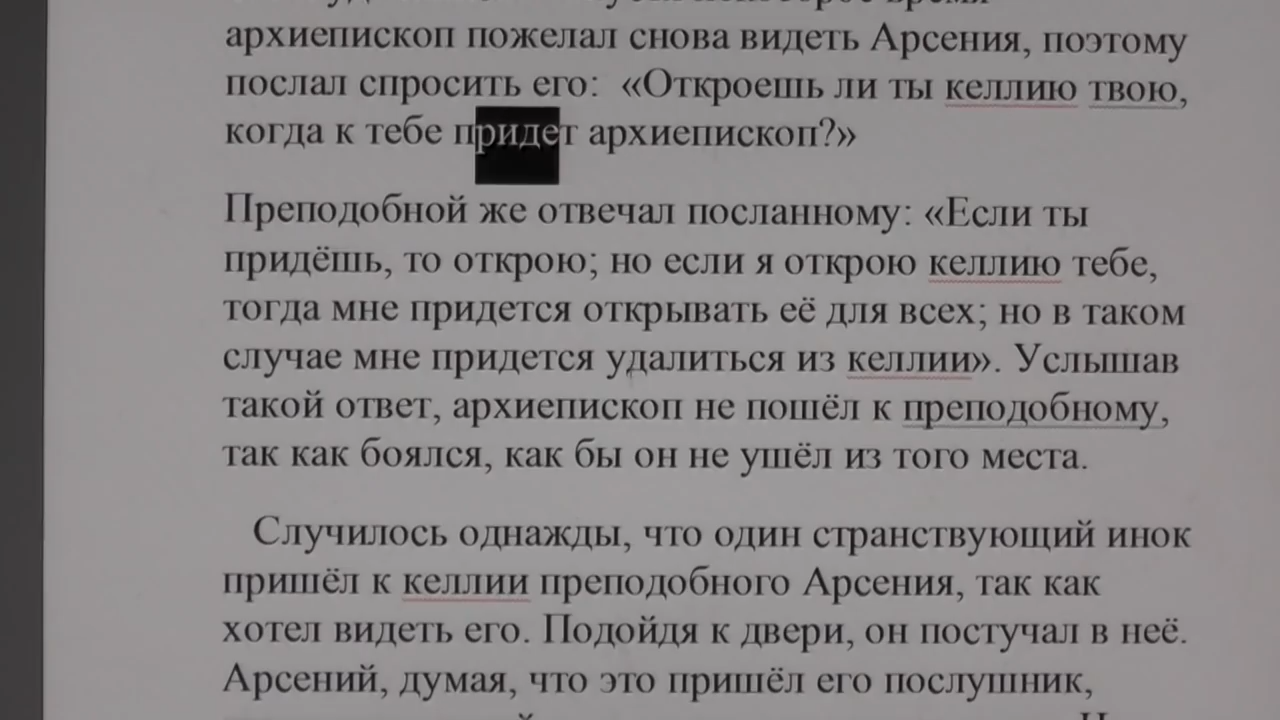 архиепископ пожелал снова видеть Арсения, поэтому
послал спросить его: «Откроешь ли ты келлию твою,
когда к тебе придет архиепископ?»
Преподобной же отвечал посланному: «Если ты
придёшь, то открою; но если я открою келлию тебе,
тогда мне придется открывать её для всех; но в таком
случае мне придется удалиться из келлии». Услышав
такой ответ, архиепископ не пошёл к преподобному,
так как боялся, как бы он не ушёл из того места.
Случилось однажды, что один странствующий инок
пришёл к келлии преподобного Арсения, так как
хотел видеть его. Подойдя к двери, он постучал в неё.
Арсений, думая, что это пришёл его послушник,